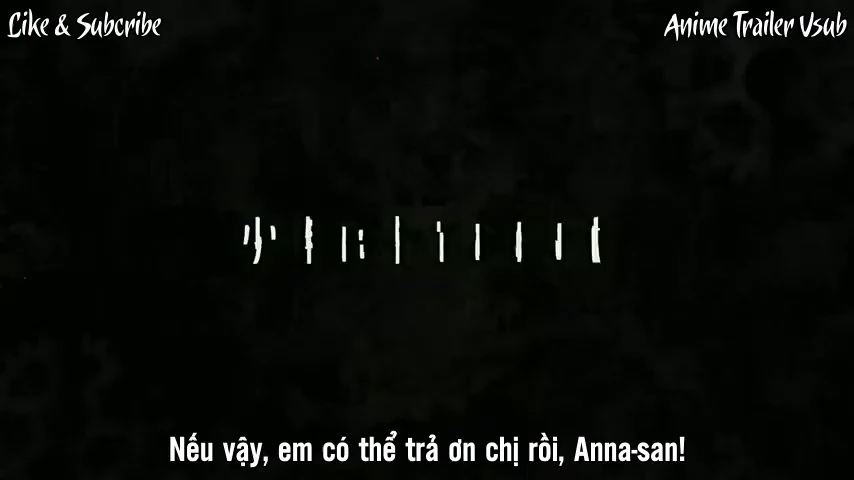 Like & Subcribe
Anime Trailer Vsub
Nếu vậy, em có thể trả ơn chị rồi, Anna-san!